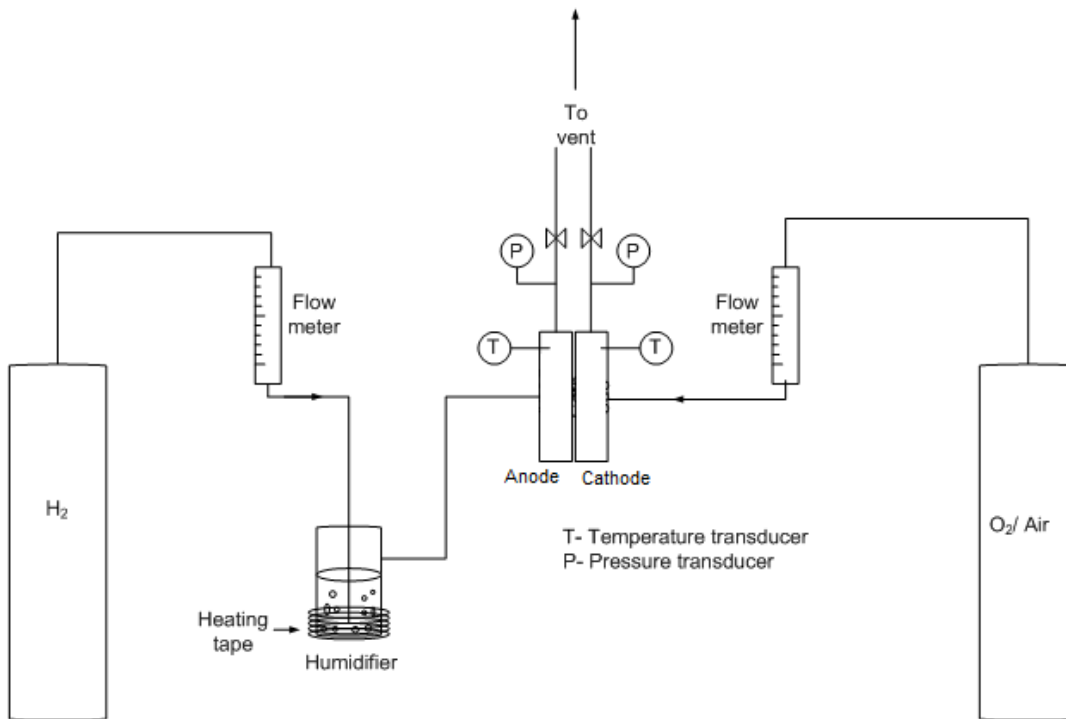 To
vent
P
P
Flow
meter
Flow
meter
T
T
Anode
Cathode
H₂
O₂/ Air
T- Temperature transducer
P- Pressure transducer
Heating
tape
Humidifier